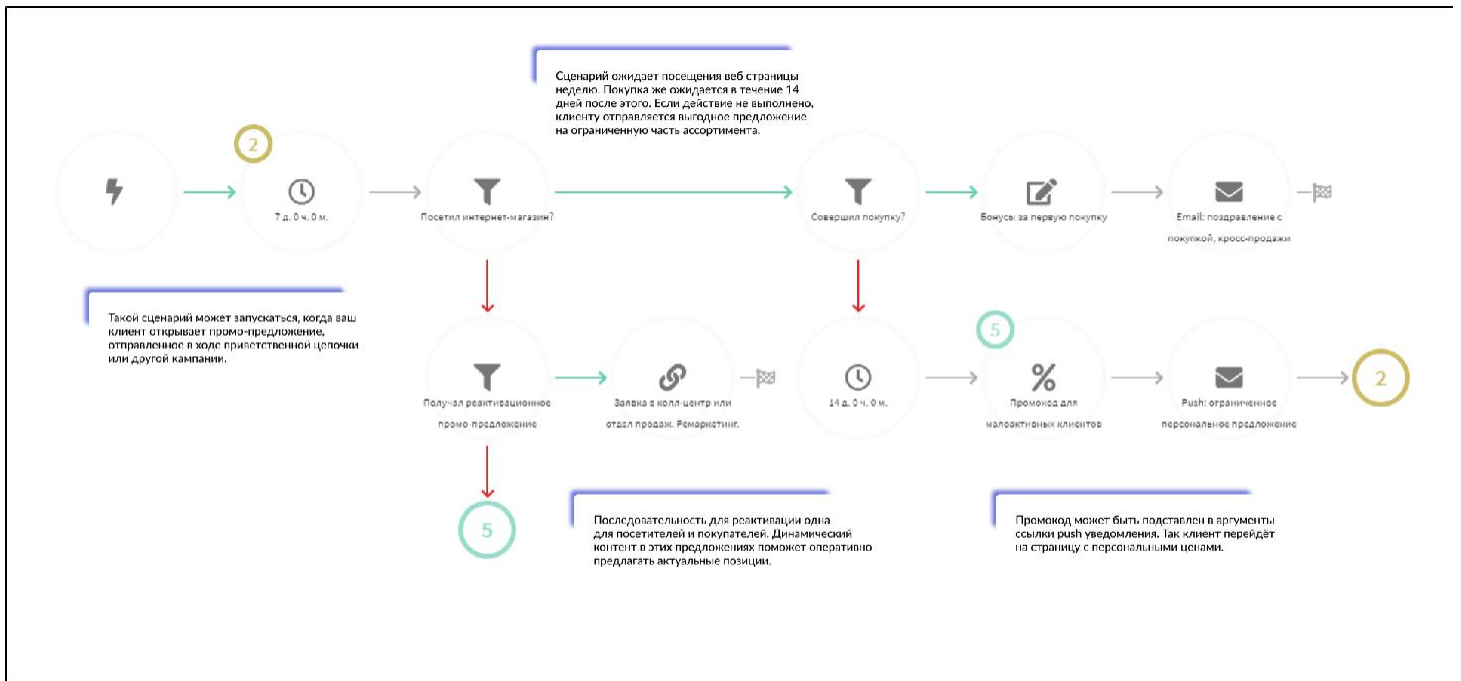 Сценарий ожидает посещения веб страницы
неделю. Покупка же ожидается в течение 14
дней после этого. Если действие не выполнено,
клиенту отправляется выгодное предложение
на ограниченную часть ассортимента.
2
7 д. 0 ч. 0 м.
Посетил интернет-магазин?
Совершил покупку?
Бонусы за первую покупку
Email: поздравление с
покупкой, кросс-продажи
Такой сценарий может запускаться, когда ваш
клиент открывает промо-предложение,
отправленное в ходе приветственной цепочки
или другой кампании.
Получал реактивационное
промо-предложение
Заявка в колл-центр или
отдел продаж. Ремаркетинг.
14 д. 0 ч. 0 м.
5
Промокод для
малоактивных клиентов
Push: ограниченное
персональное предложение
2
5
Последовательность для реактивации одна
для посетителей и покупателей. Динамический
контент в этих предложениях поможет оперативно
предлагать актуальные позиции.
Промокод может быть подставлен в аргументы
ссылки push уведомления. Так клиент перейдёт
на страницу с персональными ценами.